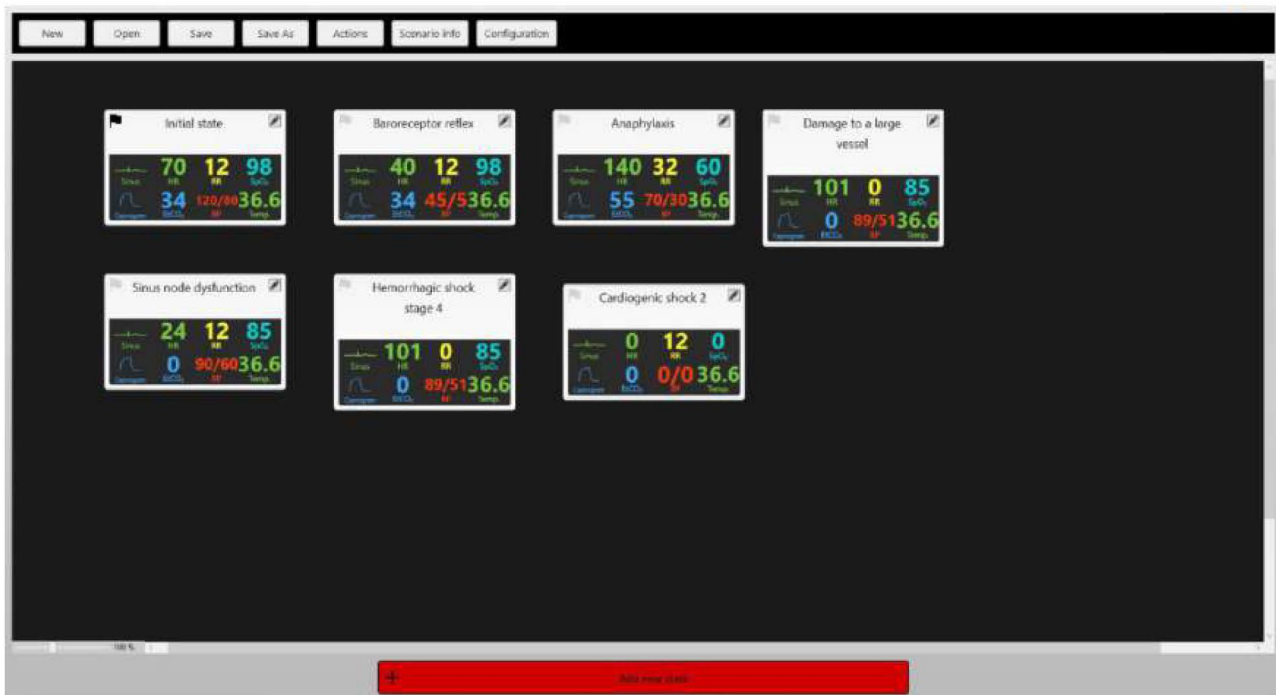 New Open Save Save As Actions Scenario info Configuration
Initial state
70 12 98
Sinus HR RR SpO₂
34 120/80 36.6
Capnogram EtCO₂ BP Temp.
Baroreceptor reflex
40 12 98
Sinus HR RR SpO₂
34 45/5 36.6
Capnogram EtCO₂ BP Temp.
Anaphylaxis
140 32 60
Sinus HR RR SpO₂
55 70/30 36.6
Capnogram EtCO₂ BP Temp.
Damage to a large
vessel
101 0 85
Sinus HR RR SpO₂
0 89/51 36.6
Capnogram EtCO₂ BP Temp.
Sinus node dysfunction
24 12 85
Sinus HR RR SpO₂
0 90/60 36.6
Capnogram EtCO₂ BP Temp.
Hemorrhagic shock
stage 4
101 0 85
Sinus HR RR SpO₂
0 89/51 36.6
Capnogram EtCO₂ BP Temp.
Cardiogenic shock 2
0 12 0
Sinus HR RR SpO₂
0 0/0 36.6
Capnogram EtCO₂ BP Temp.
100 %
Add new state